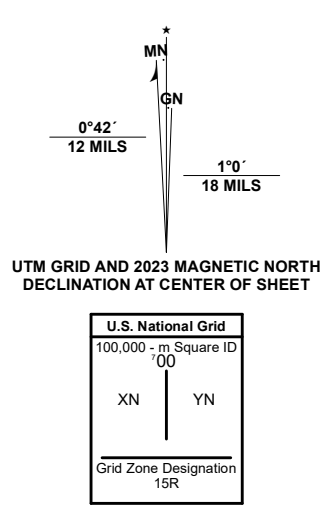 ★
MN
GN
0°42´
12 MILS
1°0´
18 MILS
UTM GRID AND 2023 MAGNETIC NORTH
DECLINATION AT CENTER OF SHEET
U.S. National Grid
100,000 - m Square ID
⁷00
XN YN
Grid Zone Designation
15R